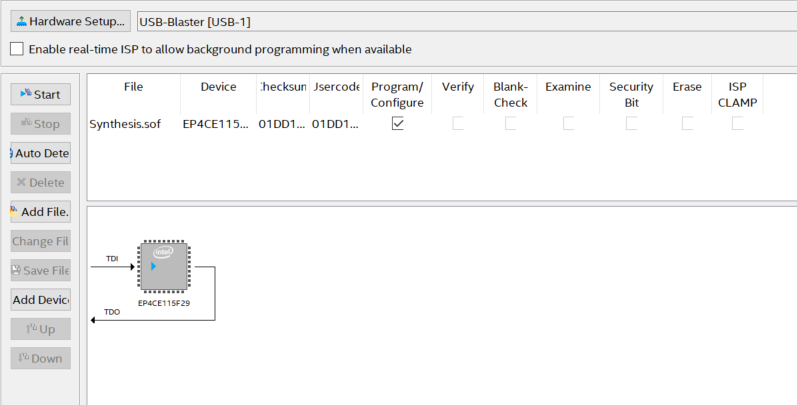 Hardware Setup...
USB-Blaster [USB-1]
Enable real-time ISP to allow background programming when available
Start
Stop
Auto Dete
Delete
Add File.
Change Fil
Save File
Add Devic
Up
Down
File Device Checksun Jsercode Program/ Verify Blank- Examine Security Erase ISP
Configure Check Bit CLAMP
Synthesis.sof EP4CE115... 01DD1... 01DD1...
TDI
intel
EP4CE115F29
TDO